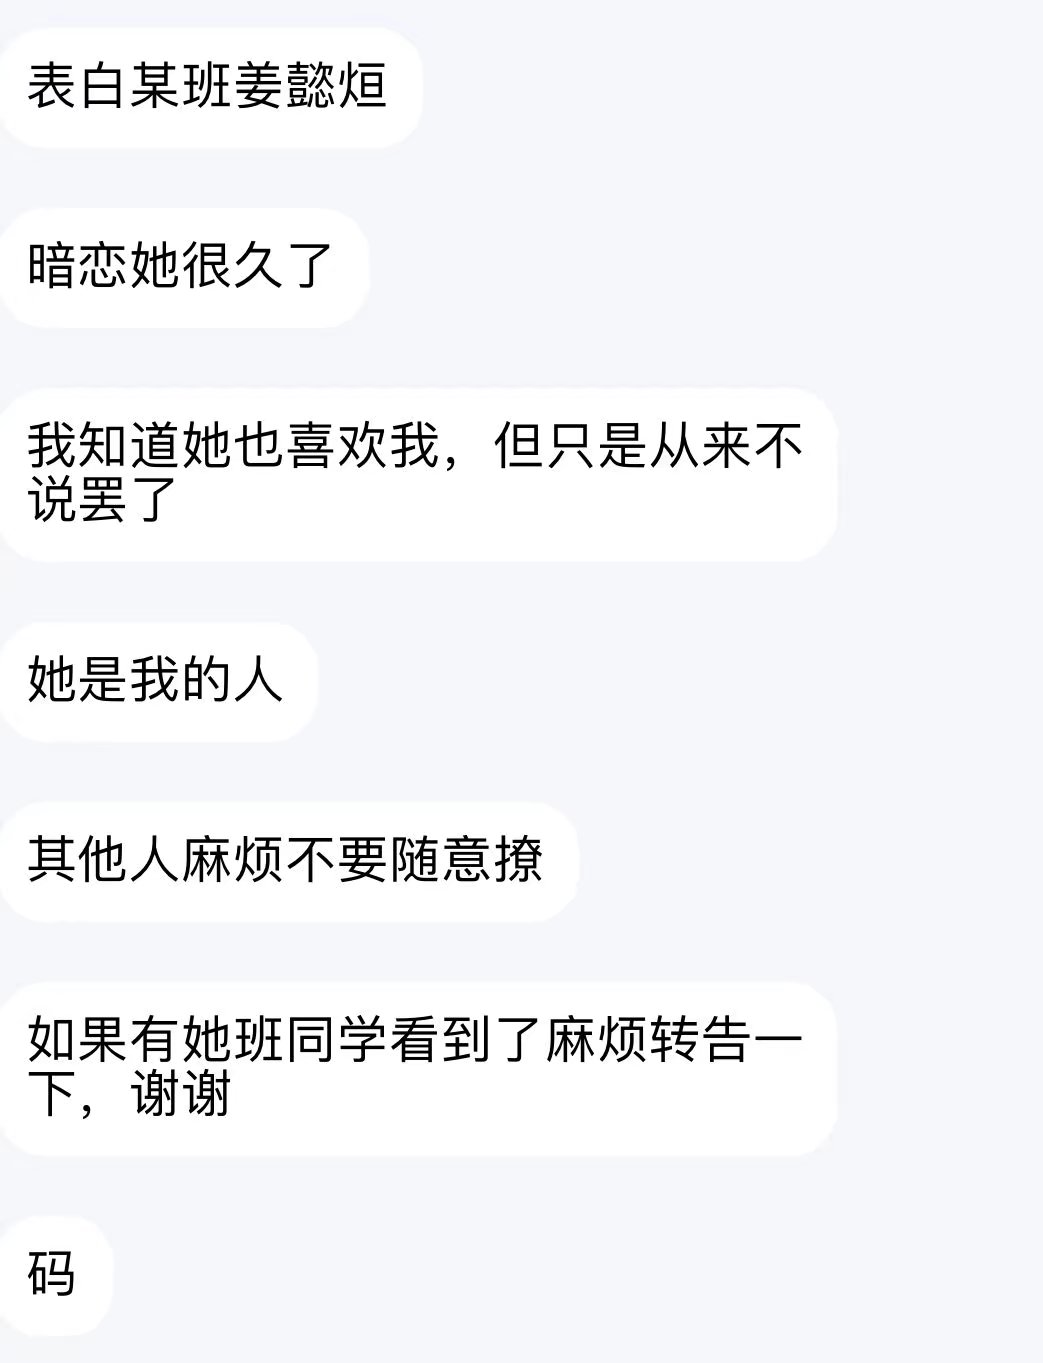 表白某班姜懿烜
暗恋她很久了
我知道她也喜欢我，但只是从来不
说罢了
她是我的人
其他人麻烦不要随意撩
如果有她班同学看到了麻烦转告一
下，谢谢
码